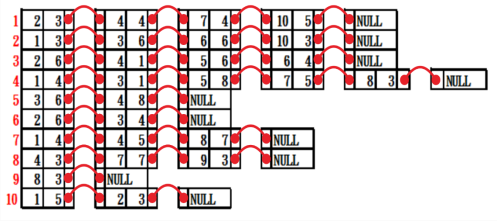 1 2 3 4 4 7 4 10 5 NULL
2 1 3 3 6 6 6 10 3 NULL
3 2 6 4 1 5 6 6 4 NULL
4 1 4 3 1 5 8 7 5 8 3 NULL
5 3 6 4 8 NULL
6 2 6 3 4 NULL
7 1 4 4 5 8 7 NULL
8 4 3 7 7 9 3 NULL
9 8 3 NULL
10 1 5 2 3 NULL